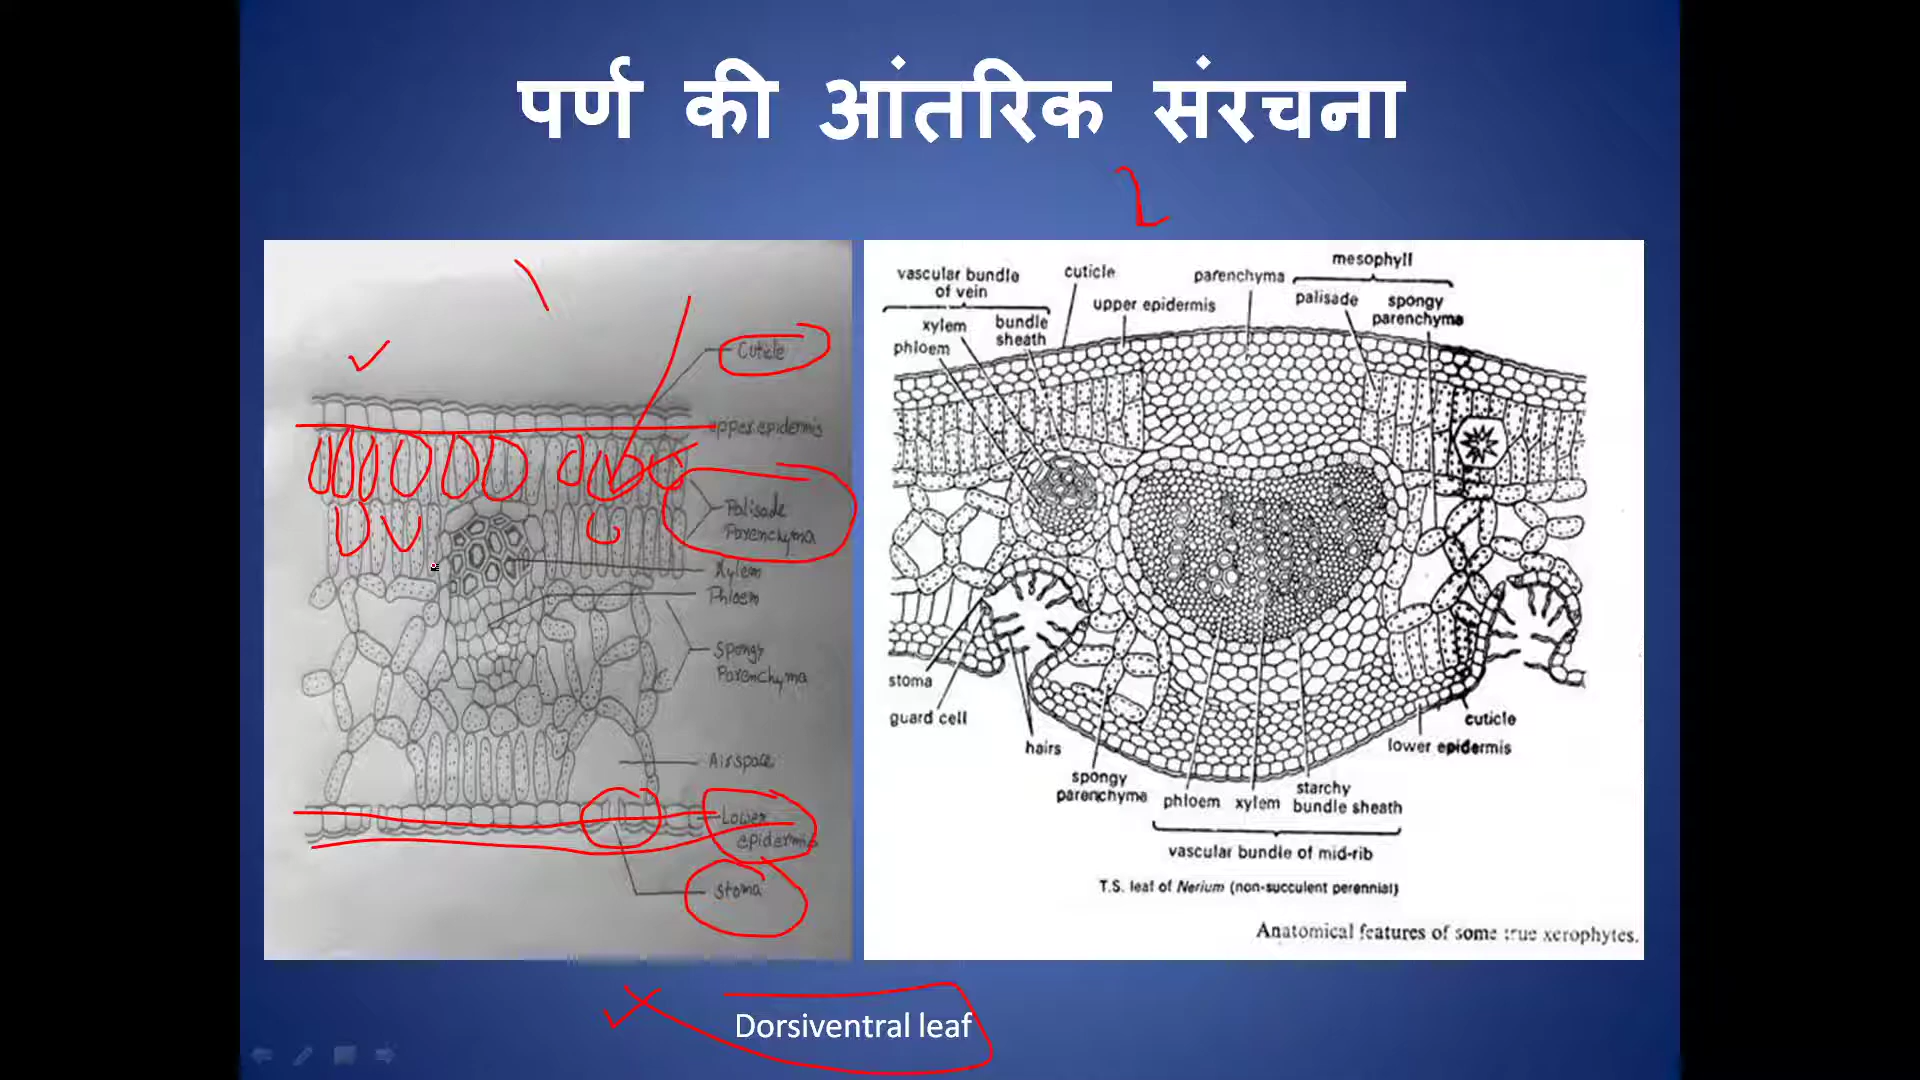 पर्ण की आंतरिक संरचना
Cuticle
upper epidermis
Palisade
Parenchyma
Xylem
Phloem
Spongy
Parenchyma
Airspace
Lower
epidermis
Stoma
mesophyll
vascular bundle
of vein
cuticle
parenchyma
upper epidermis
palisade
spongy
parenchyma
xylem
phloem
bundle
sheath
stoma
guard cell
hairs
spongy
parenchyma
phloem
xylem
starchy
bundle sheath
cuticle
lower epidermis
vascular bundle of mid-rib
T.S. leaf of Nerium (non-succulent perennial)
Anatomical features of some true xerophytes.
Dorsiventral leaf